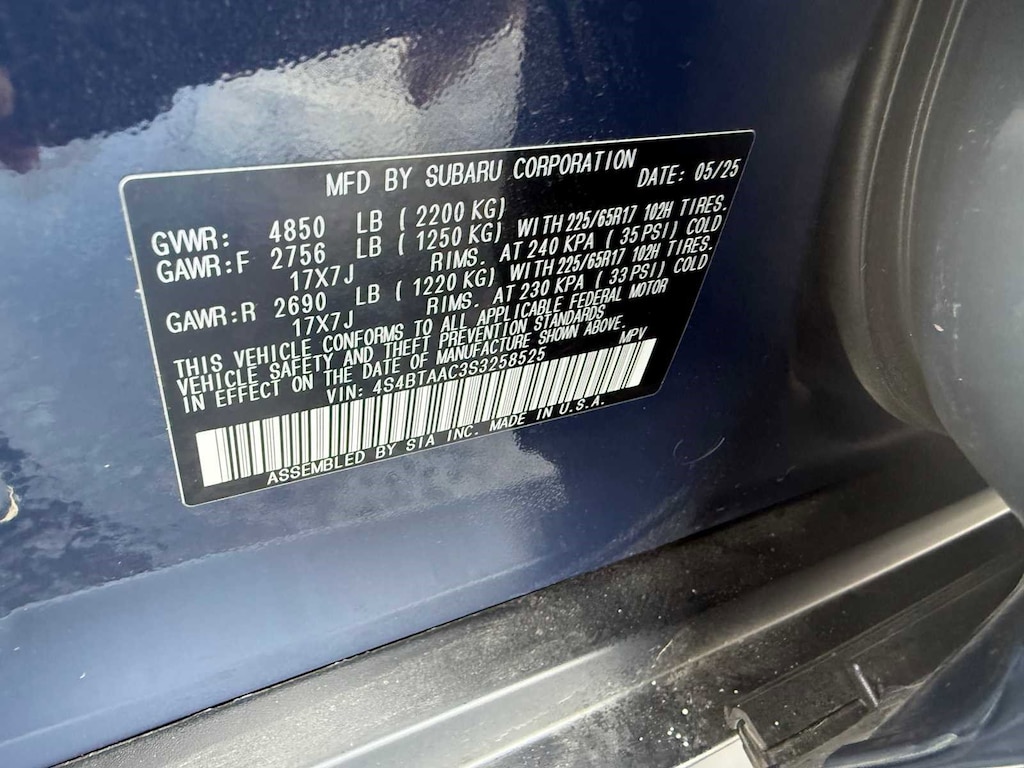 MFD BY SUBARU CORPORATION DATE: 05/25
GVWR: 4850 LB ( 2200 KG)
GAWR:F 2756 LB ( 1250 KG) WITH 225/65R17 102H TIRES.
17X7J RIMS. AT 240 KPA ( 35 PSI) COLD
GAWR:R 2690 LB ( 1220 KG) WITH 225/65R17 102H TIRES.
17X7J RIMS. AT 230 KPA ( 33 PSI) COLD
THIS VEHICLE CONFORMS TO ALL APPLICABLE FEDERAL MOTOR
VEHICLE SAFETY AND THEFT PREVENTION STANDARDS
IN EFFECT ON THE DATE OF MANUFACTURE SHOWN ABOVE.
VIN: 4S4BTAAC3S3258525 MPV
ASSEMBLED BY SIA INC. MADE IN U.S.A.